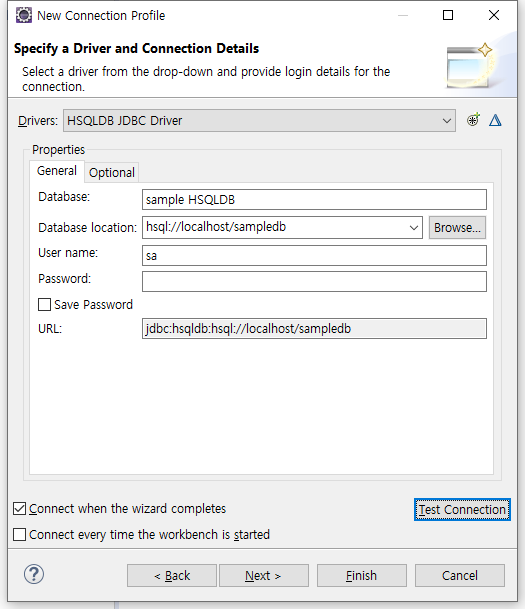 New Connection Profile
Specify a Driver and Connection Details
Select a driver from the drop-down and provide login details for the
connection.
Drivers: HSQLDB JDBC Driver
Properties
General Optional
Database: sample HSQLDB
Database location: hsql://localhost/sampledb Browse...
User name: sa
Password:
Save Password
URL: jdbc:hsqldb:hsql://localhost/sampledb
Connect when the wizard completes
Test Connection
Connect every time the workbench is started
? < Back Next > Finish Cancel